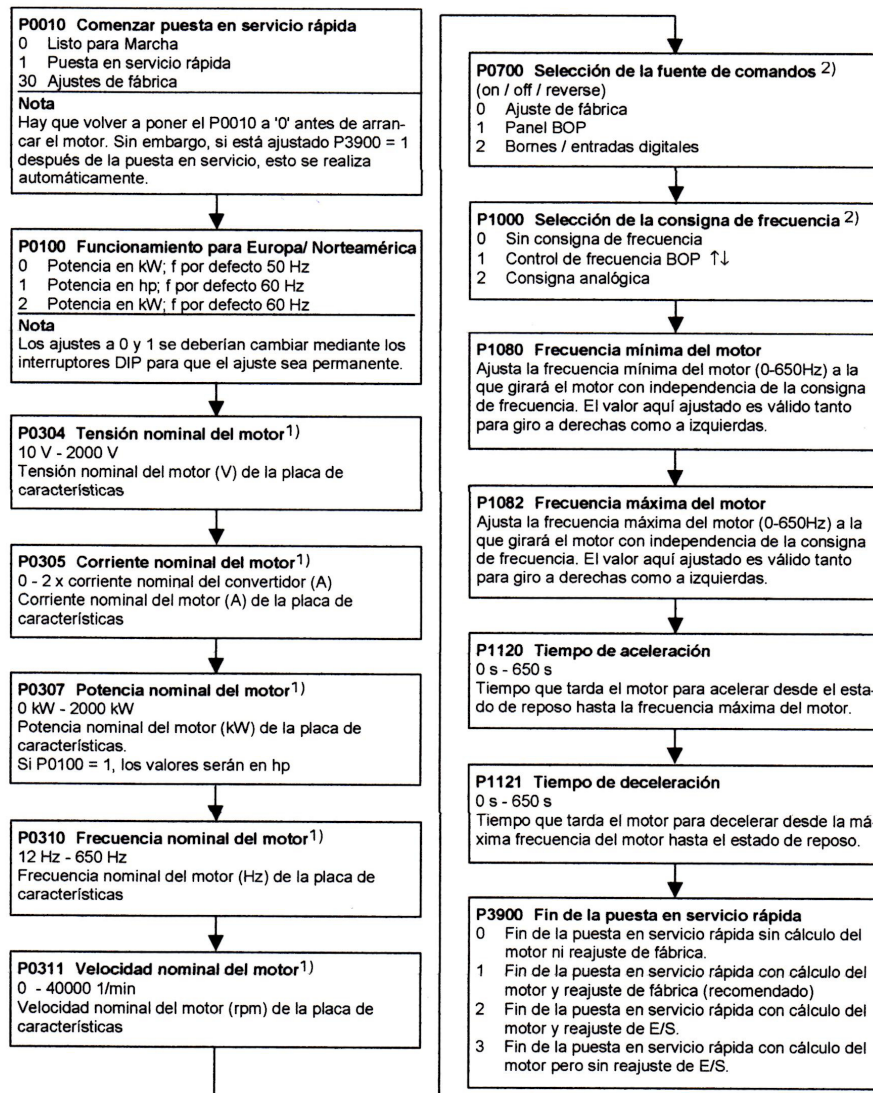 P0010 Comenzar puesta en servicio rápida
0 Listo para Marcha
1 Puesta en servicio rápida
30 Ajustes de fábrica
Nota
Hay que volver a poner el P0010 a '0' antes de arran-
car el motor. Sin embargo, si está ajustado P3900 = 1
después de la puesta en servicio, esto se realiza
automáticamente.
P0100 Funcionamiento para Europa/ Norteamérica
0 Potencia en kW; f por defecto 50 Hz
1 Potencia en hp; f por defecto 60 Hz
2 Potencia en kW; f por defecto 60 Hz
Nota
Los ajustes a 0 y 1 se deberían cambiar mediante los
interruptores DIP para que el ajuste sea permanente.
P0304 Tensión nominal del motor1)
10 V - 2000 V
Tensión nominal del motor (V) de la placa de
características
P0305 Corriente nominal del motor1)
0 - 2 x corriente nominal del convertidor (A)
Corriente nominal del motor (A) de la placa de
características
P0307 Potencia nominal del motor1)
0 kW - 2000 kW
Potencia nominal del motor (kW) de la placa de
características.
Si P0100 = 1, los valores serán en hp
P0310 Frecuencia nominal del motor1)
12 Hz - 650 Hz
Frecuencia nominal del motor (Hz) de la placa de
características
P0311 Velocidad nominal del motor1)
0 - 40000 1/min
Velocidad nominal del motor (rpm) de la placa de
características
P0700 Selección de la fuente de comandos 2)
(on / off / reverse)
0 Ajuste de fábrica
1 Panel BOP
2 Bornes / entradas digitales
P1000 Selección de la consigna de frecuencia 2)
0 Sin consigna de frecuencia
1 Control de frecuencia BOP ↑↓
2 Consigna analógica
P1080 Frecuencia mínima del motor
Ajusta la frecuencia mínima del motor (0-650Hz) a la
que girará el motor con independencia de la consigna
de frecuencia. El valor aquí ajustado es válido tanto
para giro a derechas como a izquierdas.
P1082 Frecuencia máxima del motor
Ajusta la frecuencia máxima del motor (0-650Hz) a la
que girará el motor con independencia de la consigna
de frecuencia. El valor aquí ajustado es válido tanto
para giro a derechas como a izquierdas.
P1120 Tiempo de aceleración
0 s - 650 s
Tiempo que tarda el motor para acelerar desde el esta-
do de reposo hasta la frecuencia máxima del motor.
P1121 Tiempo de deceleración
0 s - 650 s
Tiempo que tarda el motor para decelerar desde la má-
xima frecuencia del motor hasta el estado de reposo.
P3900 Fin de la puesta en servicio rápida
0 Fin de la puesta en servicio rápida sin cálculo del
motor ni reajuste de fábrica.
1 Fin de la puesta en servicio rápida con cálculo del
motor y reajuste de fábrica (recomendado)
2 Fin de la puesta en servicio rápida con cálculo del
motor y reajuste de E/S.
3 Fin de la puesta en servicio rápida con cálculo del
motor pero sin reajuste de E/S.